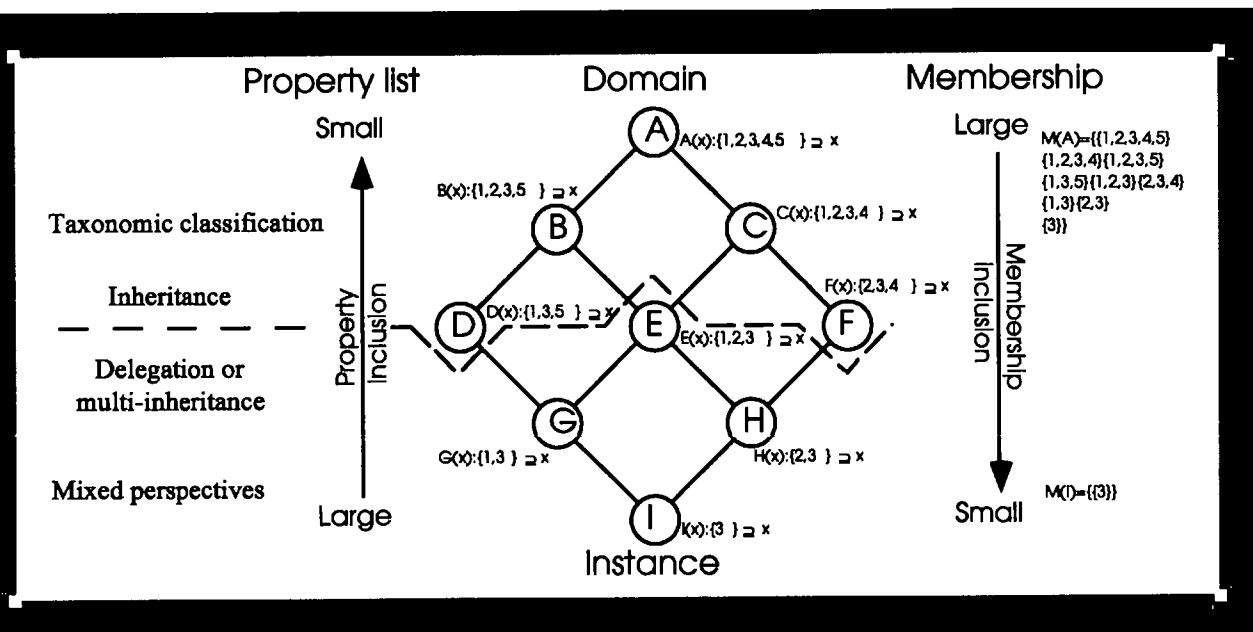 Property list
Domain
Membership
Small
A
A(x):{1,2,3,4,5 } ⊇ x
Large
M(A)={{1,2,3,4,5}
{1,2,3,4}{1,2,3,5}
{1,3,5}{1,2,3}{2,3,4}
{1,3}{2,3}
{3}}
B(x):{1,2,3,5 } ⊇ x
Taxonomic classification
B
C
C(x):{1,2,3,4 } ⊇ x
Inheritance
Property
Inclusion
D
D(x):{1,3,5 } ⊇ x
E
E(x):{1,2,3 } ⊇ x
F(x):{2,3,4 } ⊇ x
F
Membership
Inclusion
Delegation or
multi-inheritance
G
G(x):{1,3 } ⊇ x
H
H(x):{2,3 } ⊇ x
Mixed perspectives
Large
I
I(x):{3 } ⊇ x
Small
M(I)={{3}}
Instance